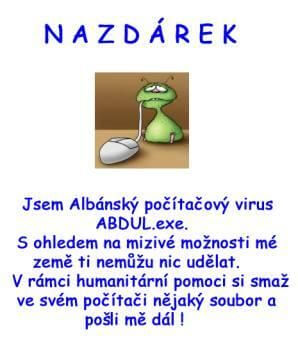 NAZDÁREK
Jsem Albánský počítačový virus
ABDUL.exe.
S ohledem na mizivé možnosti mé
země ti nemůžu nic udělat.
V rámci humanitární pomoci si smaž
ve svém počítači nějaký soubor a
pošli mě dál !